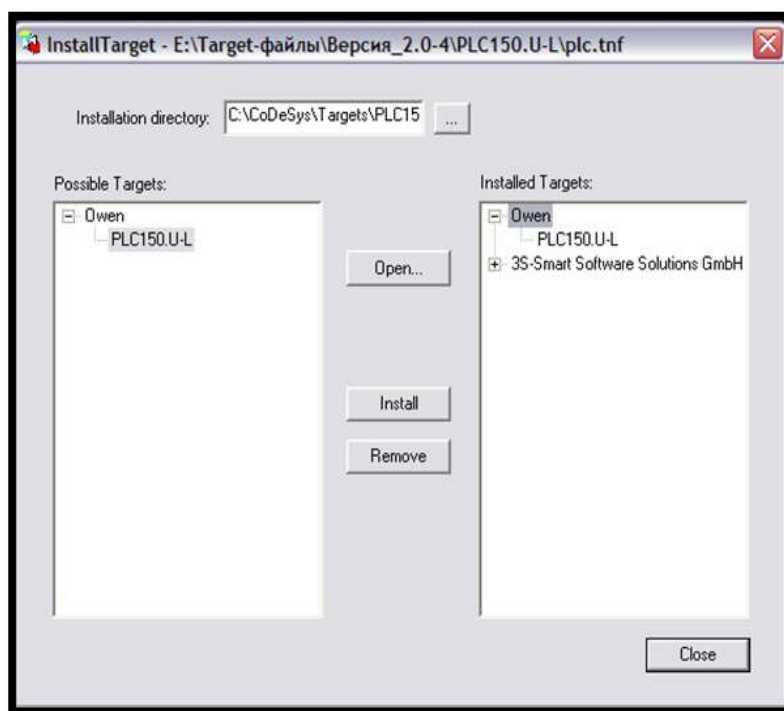 InstallTarget - E:\Target-файлы\Версия_2.0-4\PLC150.U-L\plc.tnf
Installation directory: C:\CoDeSys\Targets\PLC15 ...
Possible Targets:
Installed Targets:
Owen
PLC150.U-L
Open...
Install
Remove
Owen
PLC150.U-L
3S-Smart Software Solutions GmbH
Close